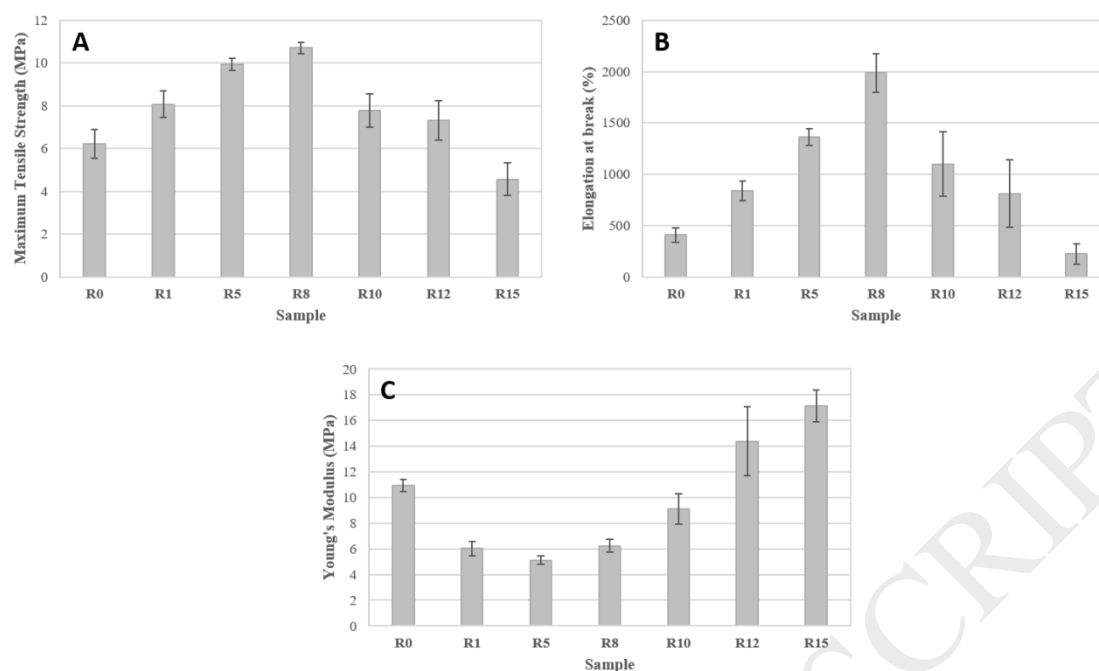 A
Maximum Tensile Strength (MPa)
12
10
8
6
4
2
0
R0 R1 R5 R8 R10 R12 R15
Sample
B
Elongation at break (%)
2500
2000
1500
1000
500
0
R0 R1 R5 R8 R10 R12 R15
Sample
C
Young's Modulus (MPa)
20
18
16
14
12
10
8
6
4
2
0
R0 R1 R5 R8 R10 R12 R15
Sample
SCRIPT